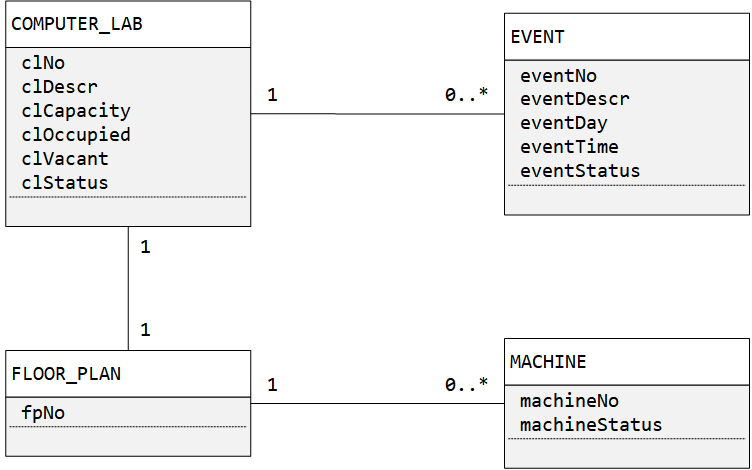 COMPUTER_LAB
clNo
clDescr
clCapacity
clOccupied
clVacant
clStatus
1
0..*
EVENT
eventNo
eventDescr
eventDay
eventTime
eventStatus
1
1
FLOOR_PLAN
fpNo
1
0..*
MACHINE
machineNo
machineStatus